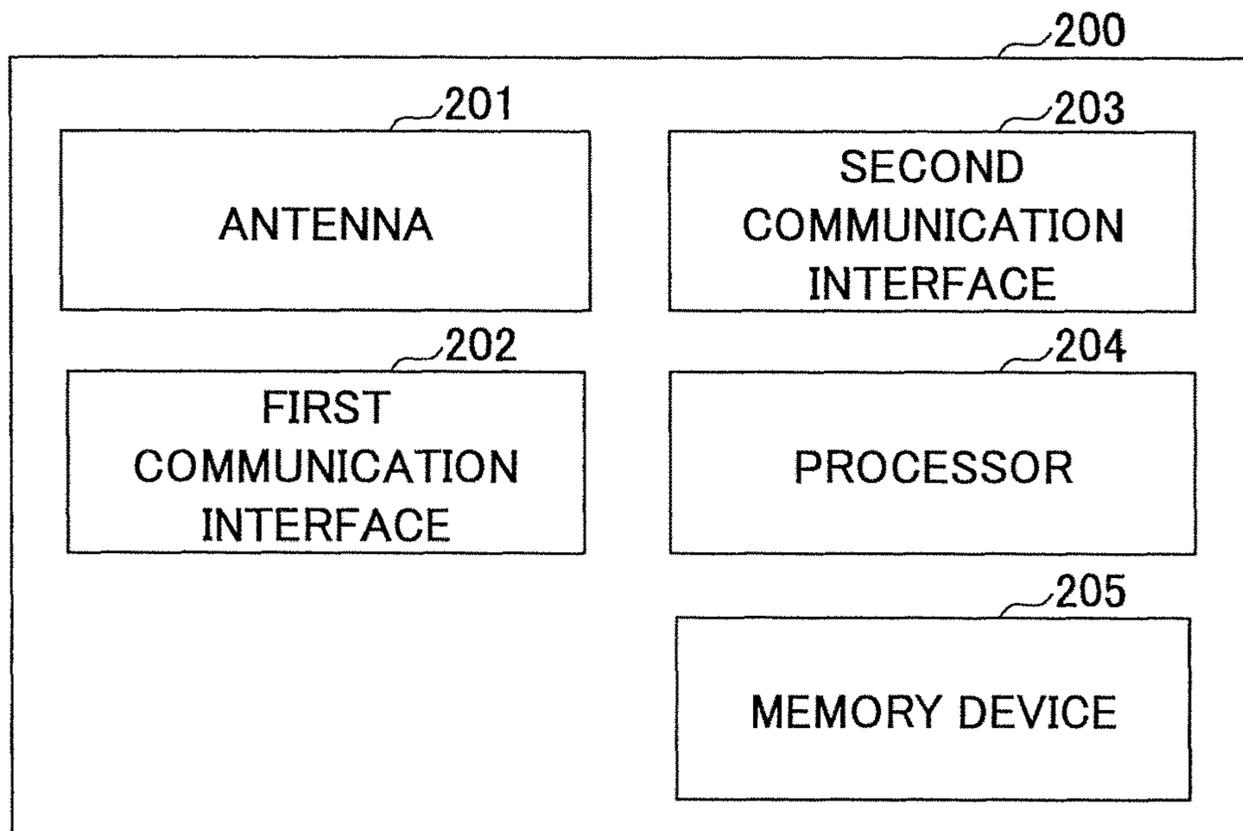 200
201
ANTENNA
203
SECOND
COMMUNICATION
INTERFACE
202
FIRST
COMMUNICATION
INTERFACE
204
PROCESSOR
205
MEMORY DEVICE